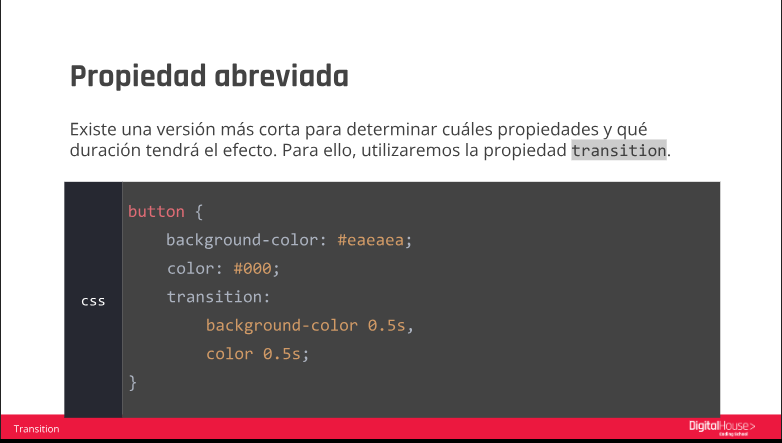 Propiedad abreviada
Existe una versión más corta para determinar cuáles propiedades y qué
duración tendrá el efecto. Para ello, utilizaremos la propiedad transition.
css
button {
    background-color: #eaeaea;
    color: #000;
    transition:
        background-color 0.5s,
        color 0.5s;
}
Transition
DigitalHouse>
Coding School